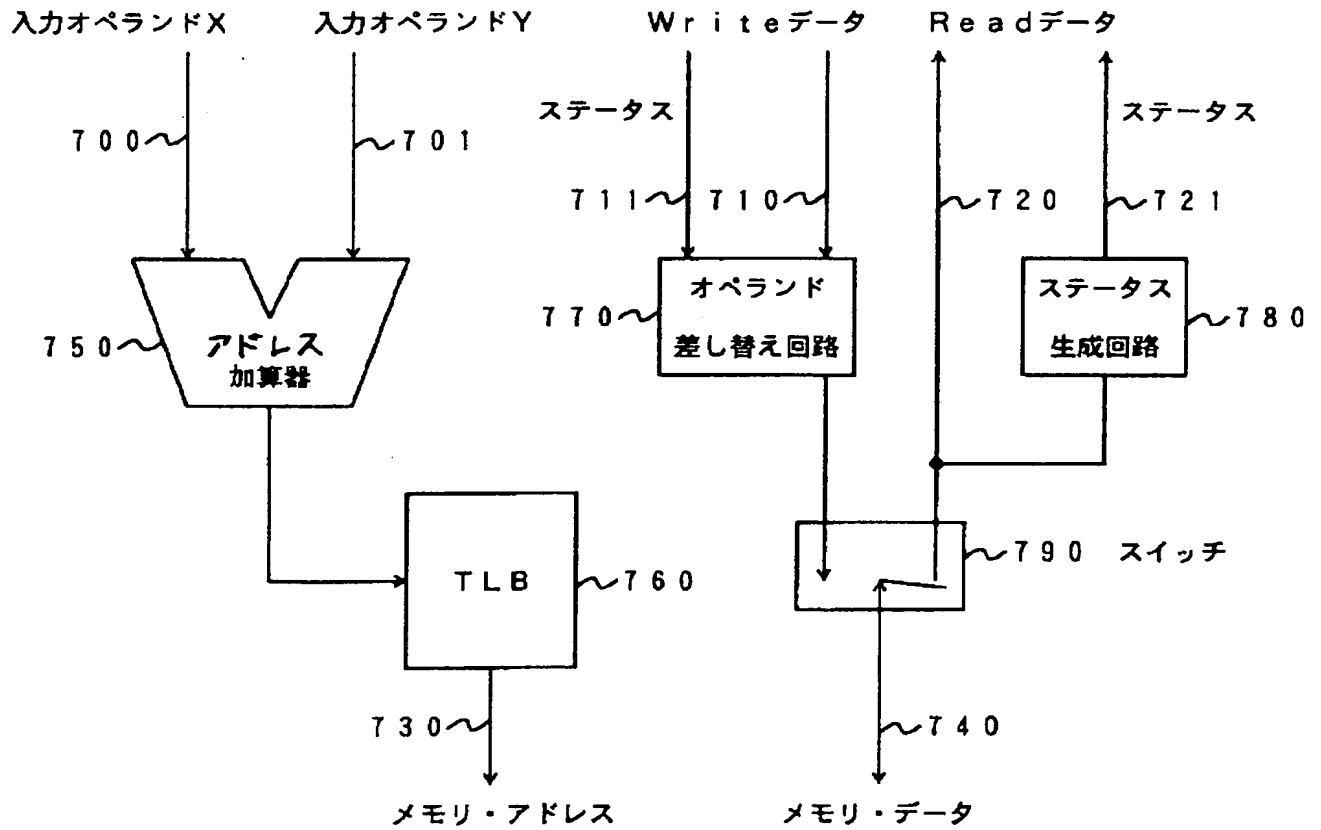 入力オペランドX 入力オペランドY Writeデータ Readデータ
ステータス ステータス
700 701
711 710 720 721
オペランド
差し替え回路
ステータス
生成回路
770 780
750 アドレス
加算器
790 スイッチ
TLB 760
730 740
メモリ・アドレス メモリ・データ